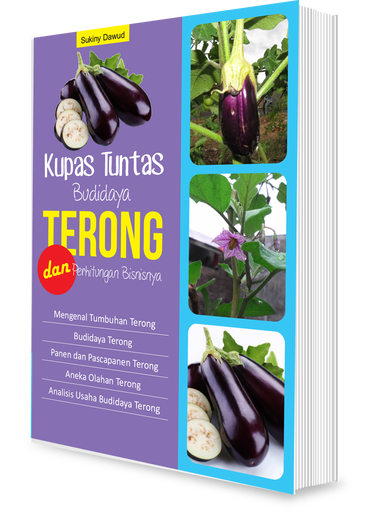 Sukiny Dawud
Kupas Tuntas
Budidaya
TERONG
dan Perhitungan Bisnisnya
Mengenal Tumbuhan Terong
Budidaya Terong
Panen dan Pascapanen Terong
Aneka Olahan Terong
Analisis Usaha Budidaya Terong